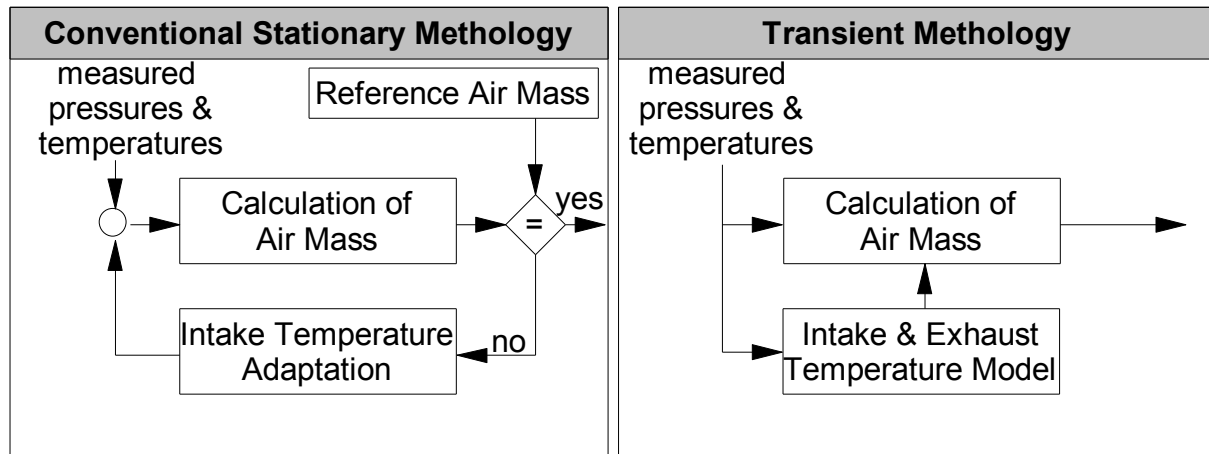 Conventional Stationary Methology
measured
pressures &
temperatures
Reference Air Mass
Calculation of
Air Mass
=
yes
no
Intake Temperature
Adaptation
Transient Methology
measured
pressures &
temperatures
Calculation of
Air Mass
Intake & Exhaust
Temperature Model